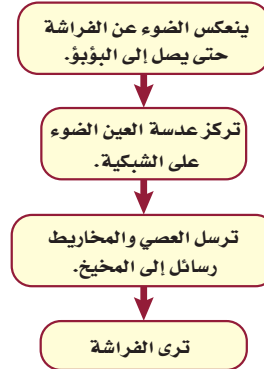 ينعكس الضوء عن الفراشة
حتى يصل إلى البؤبؤ.
تركز عدسة العين الضوء
على الشبكية.
ترسل العصي والمخاريط
رسائل إلى المخيخ.
ترى الفراشة